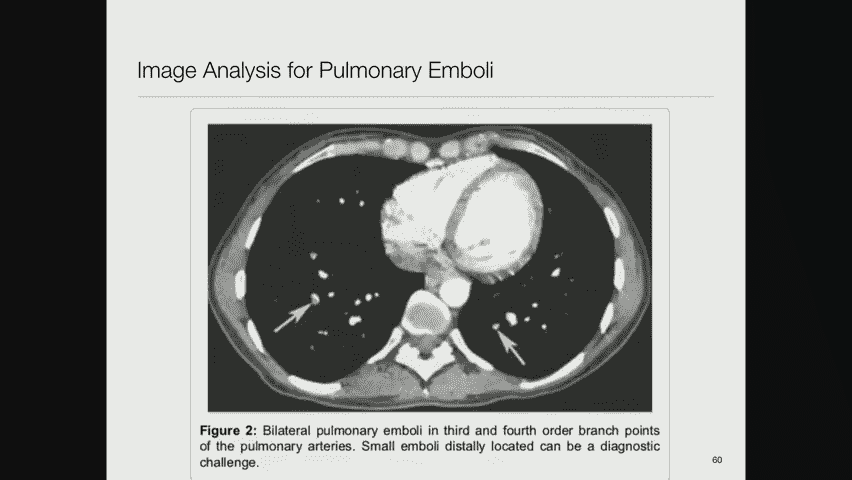 Image Analysis for Pulmonary Emboli
Figure 2: Bilateral pulmonary emboli in third and fourth order branch points
of the pulmonary arteries. Small emboli distally located can be a diagnostic
challenge.
60